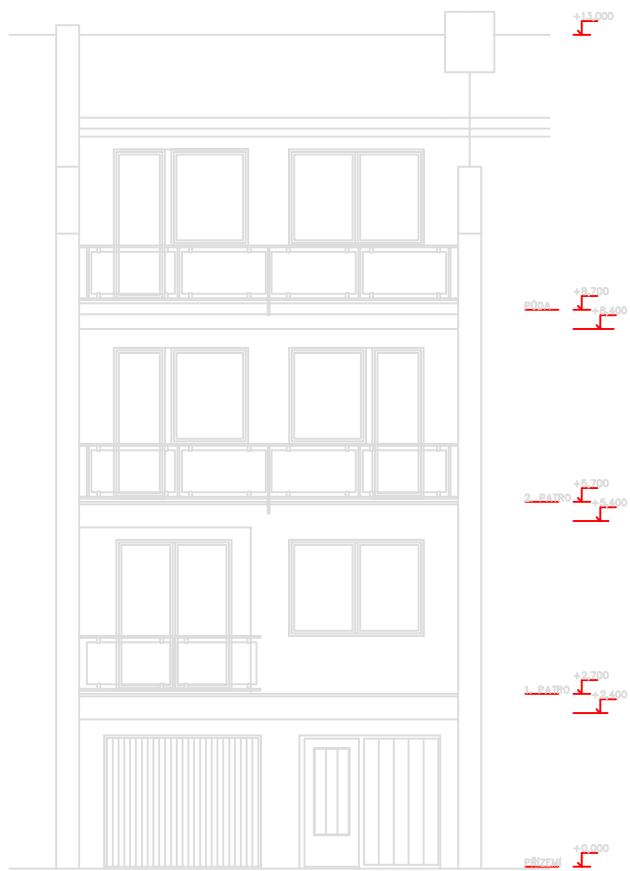 +13,000
+8,700
PŮDA
+8,400
+5,700
2. PATRO
+5,400
+2,700
1. PATRO
+2,400
+0,000
PŘÍZEMÍ